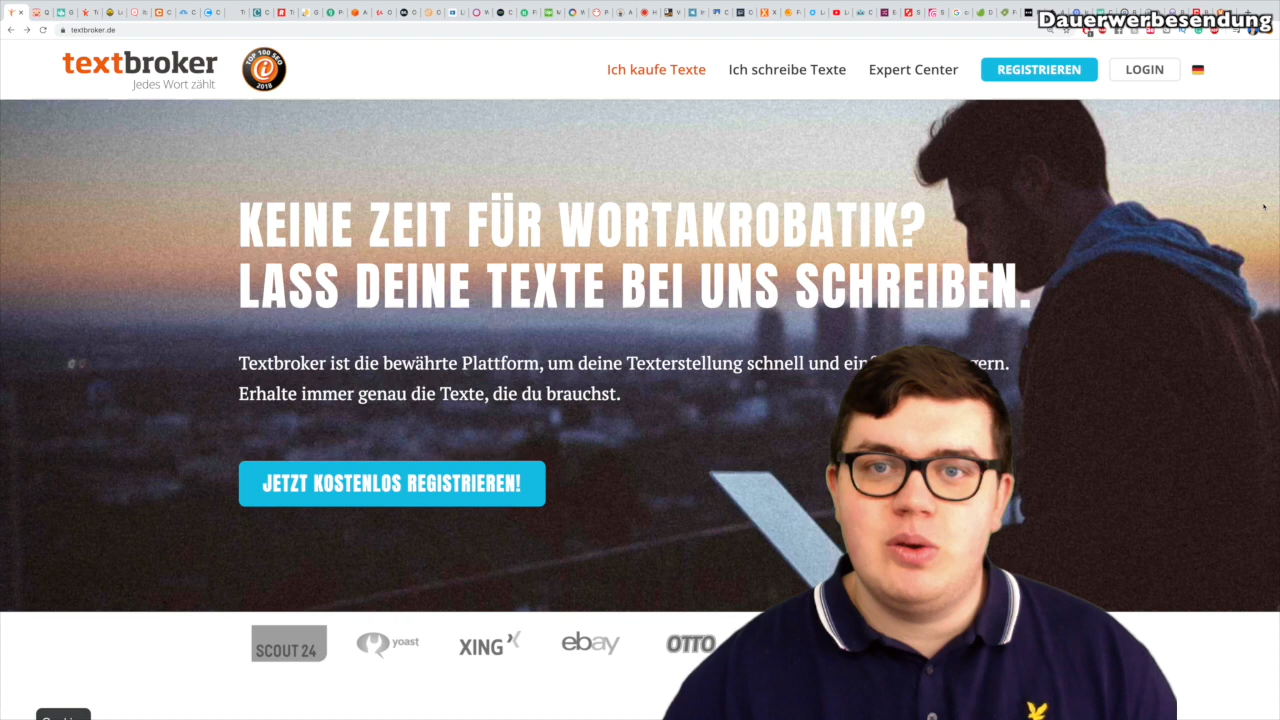 Dauerwerbesendung
textbroker.de
textbroker
Jedes Wort zählt
TOP 100 SEO
2018
Ich kaufe Texte
Ich schreibe Texte
Expert Center
REGISTRIEREN
LOGIN
KEINE ZEIT FÜR WORTAKROBATIK?
LASS DEINE TEXTE BEI UNS SCHREIBEN.
Textbroker ist die bewährte Plattform, um deine Texterstellung schnell und
Erhalte immer genau die Texte, die du brauchst.
JETZT KOSTENLOS REGISTRIEREN!
SCOUT 24
yoast
XING
ebay
OTTO